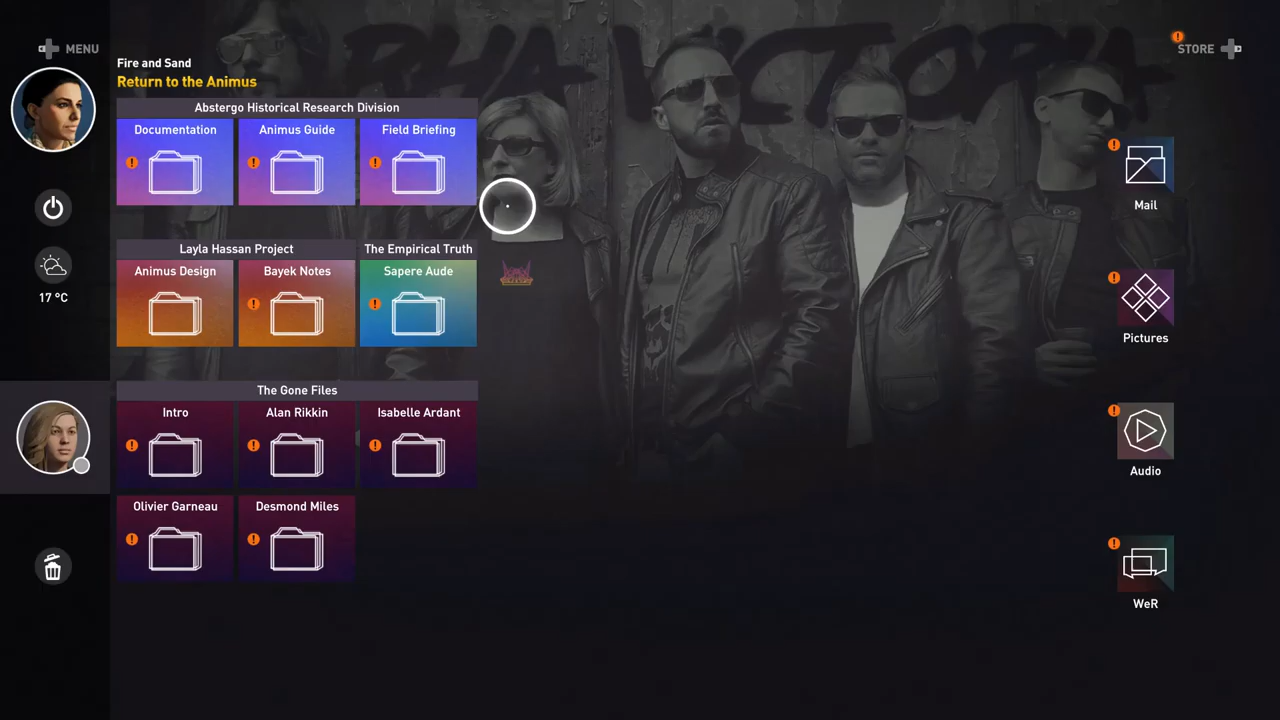 MENU
STORE
Fire and Sand
Return to the Animus
Abstergo Historical Research Division
Documentation
Animus Guide
Field Briefing
Layla Hassan Project
The Empirical Truth
Animus Design
Bayek Notes
Sapere Aude
17 °C
The Gone Files
Intro
Alan Rikkin
Isabelle Ardant
Olivier Garneau
Desmond Miles
Mail
Pictures
Audio
WeR